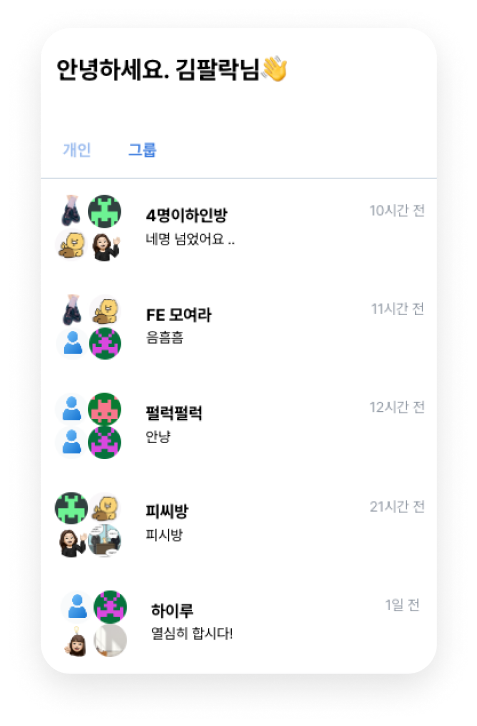 안녕하세요. 김팔락님👋
개인 그룹
4명이하인방 10시간 전
네명 넘었어요 ..
FE 모여라 11시간 전
음흠흠
펄럭펄럭 12시간 전
안냥
피씨방 21시간 전
피시방
하이루 1일 전
열심히 합시다!